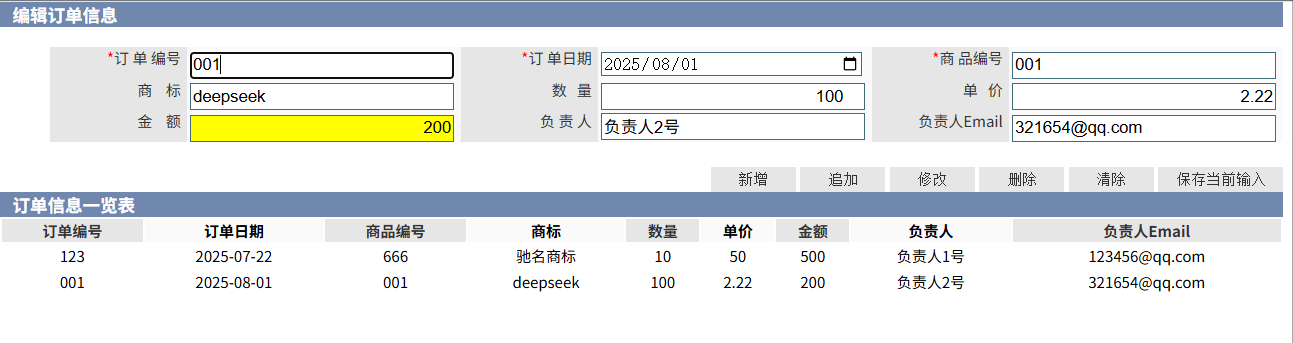 编辑订单信息
*订 单 编号 001 *订 单日期 2025/08/01 *商 品编号 001
商 标 deepseek 数 量 100 单 价 2.22
金 额 200 负 责 人 负责人2号 负责人Email 321654@qq.com
新增 追加 修改 删除 清除 保存当前输入
订单信息一览表
订单编号 订单日期 商品编号 商标 数量 单价 金额 负责人 负责人Email
123 2025-07-22 666 驰名商标 10 50 500 负责人1号 123456@qq.com
001 2025-08-01 001 deepseek 100 2.22 200 负责人2号 321654@qq.com